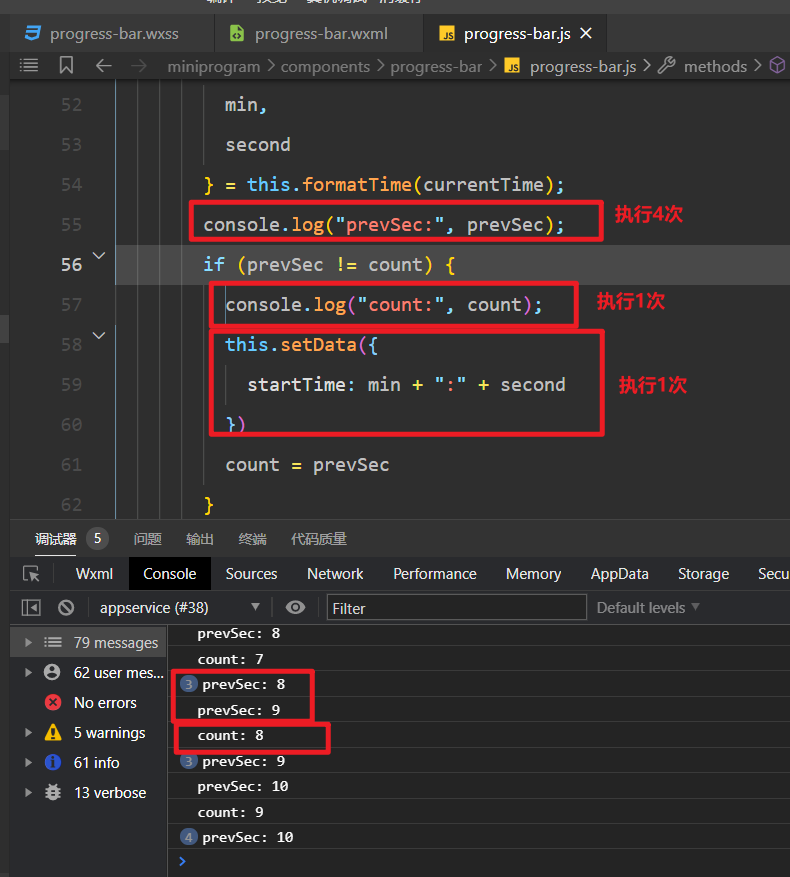 progress-bar.wxss
progress-bar.wxml
JS progress-bar.js
miniprogram > components > progress-bar > JS progress-bar.js > methods >
52 min,
53 second
54 } = this.formatTime(currentTime);
55 console.log("prevSec:", prevSec); 执行4次
56 if (prevSec != count) {
57 console.log("count:", count); 执行1次
58 this.setData({
59 startTime: min + ":" + second 执行1次
60 })
61 count = prevSec
62 }
调试器 5 问题 输出 终端 代码质量
Wxml Console Sources Network Performance Memory AppData Storage Secu
appservice (#38) Filter Default levels
79 messages
62 user mes...
No errors
5 warnings
61 info
13 verbose
prevSec: 8
count: 7
3 prevSec: 8
prevSec: 9
count: 8
3 prevSec: 9
prevSec: 10
count: 9
4 prevSec: 10